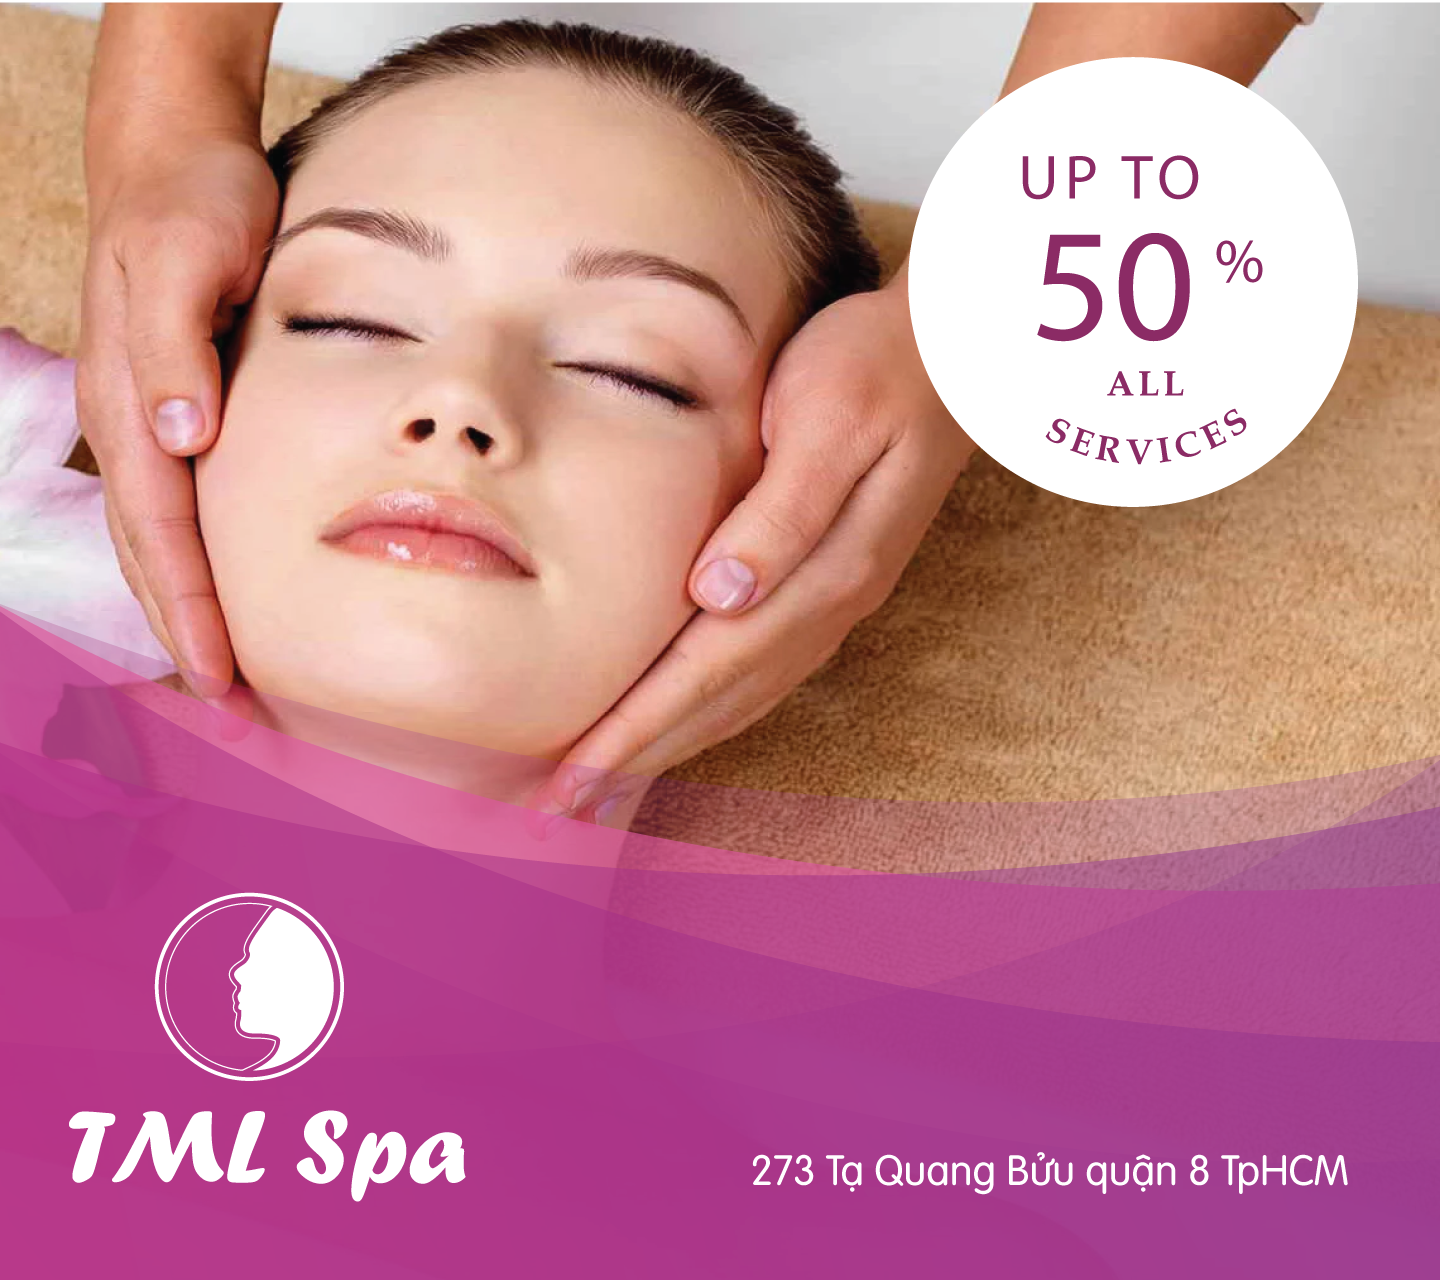 UP TO
50 %
ALL
SERVICES
TML Spa
273 Tạ Quang Bửu quận 8 TpHCM